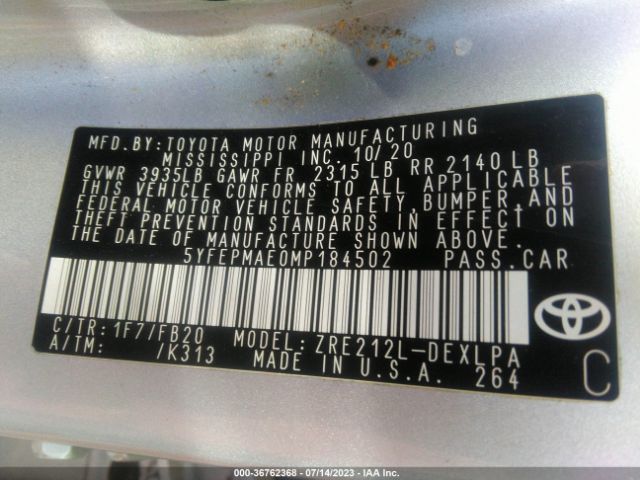 MFD.BY:TOYOTA MOTOR MANUFACTURING
MISSISSIPPI INC. 10/20
GVWR 3935LB GAWR FR 2315 LB RR 2140 LB
THIS VEHICLE CONFORMS TO ALL APPLICABLE
FEDERAL MOTOR VEHICLE SAFETY,BUMPER,AND
THEFT PREVENTION STANDARDS IN EFFECT ON
THE DATE OF MANUFACTURE SHOWN ABOVE.
5YFEPMAE0MP184502 PASS.CAR
C/TR: 1F7/FB20 MODEL: ZRE212L-DEXLPA
A/TM: /K313 MADE IN U.S.A. 264
C
000-36762368 - 07/14/2023 - IAA Inc.